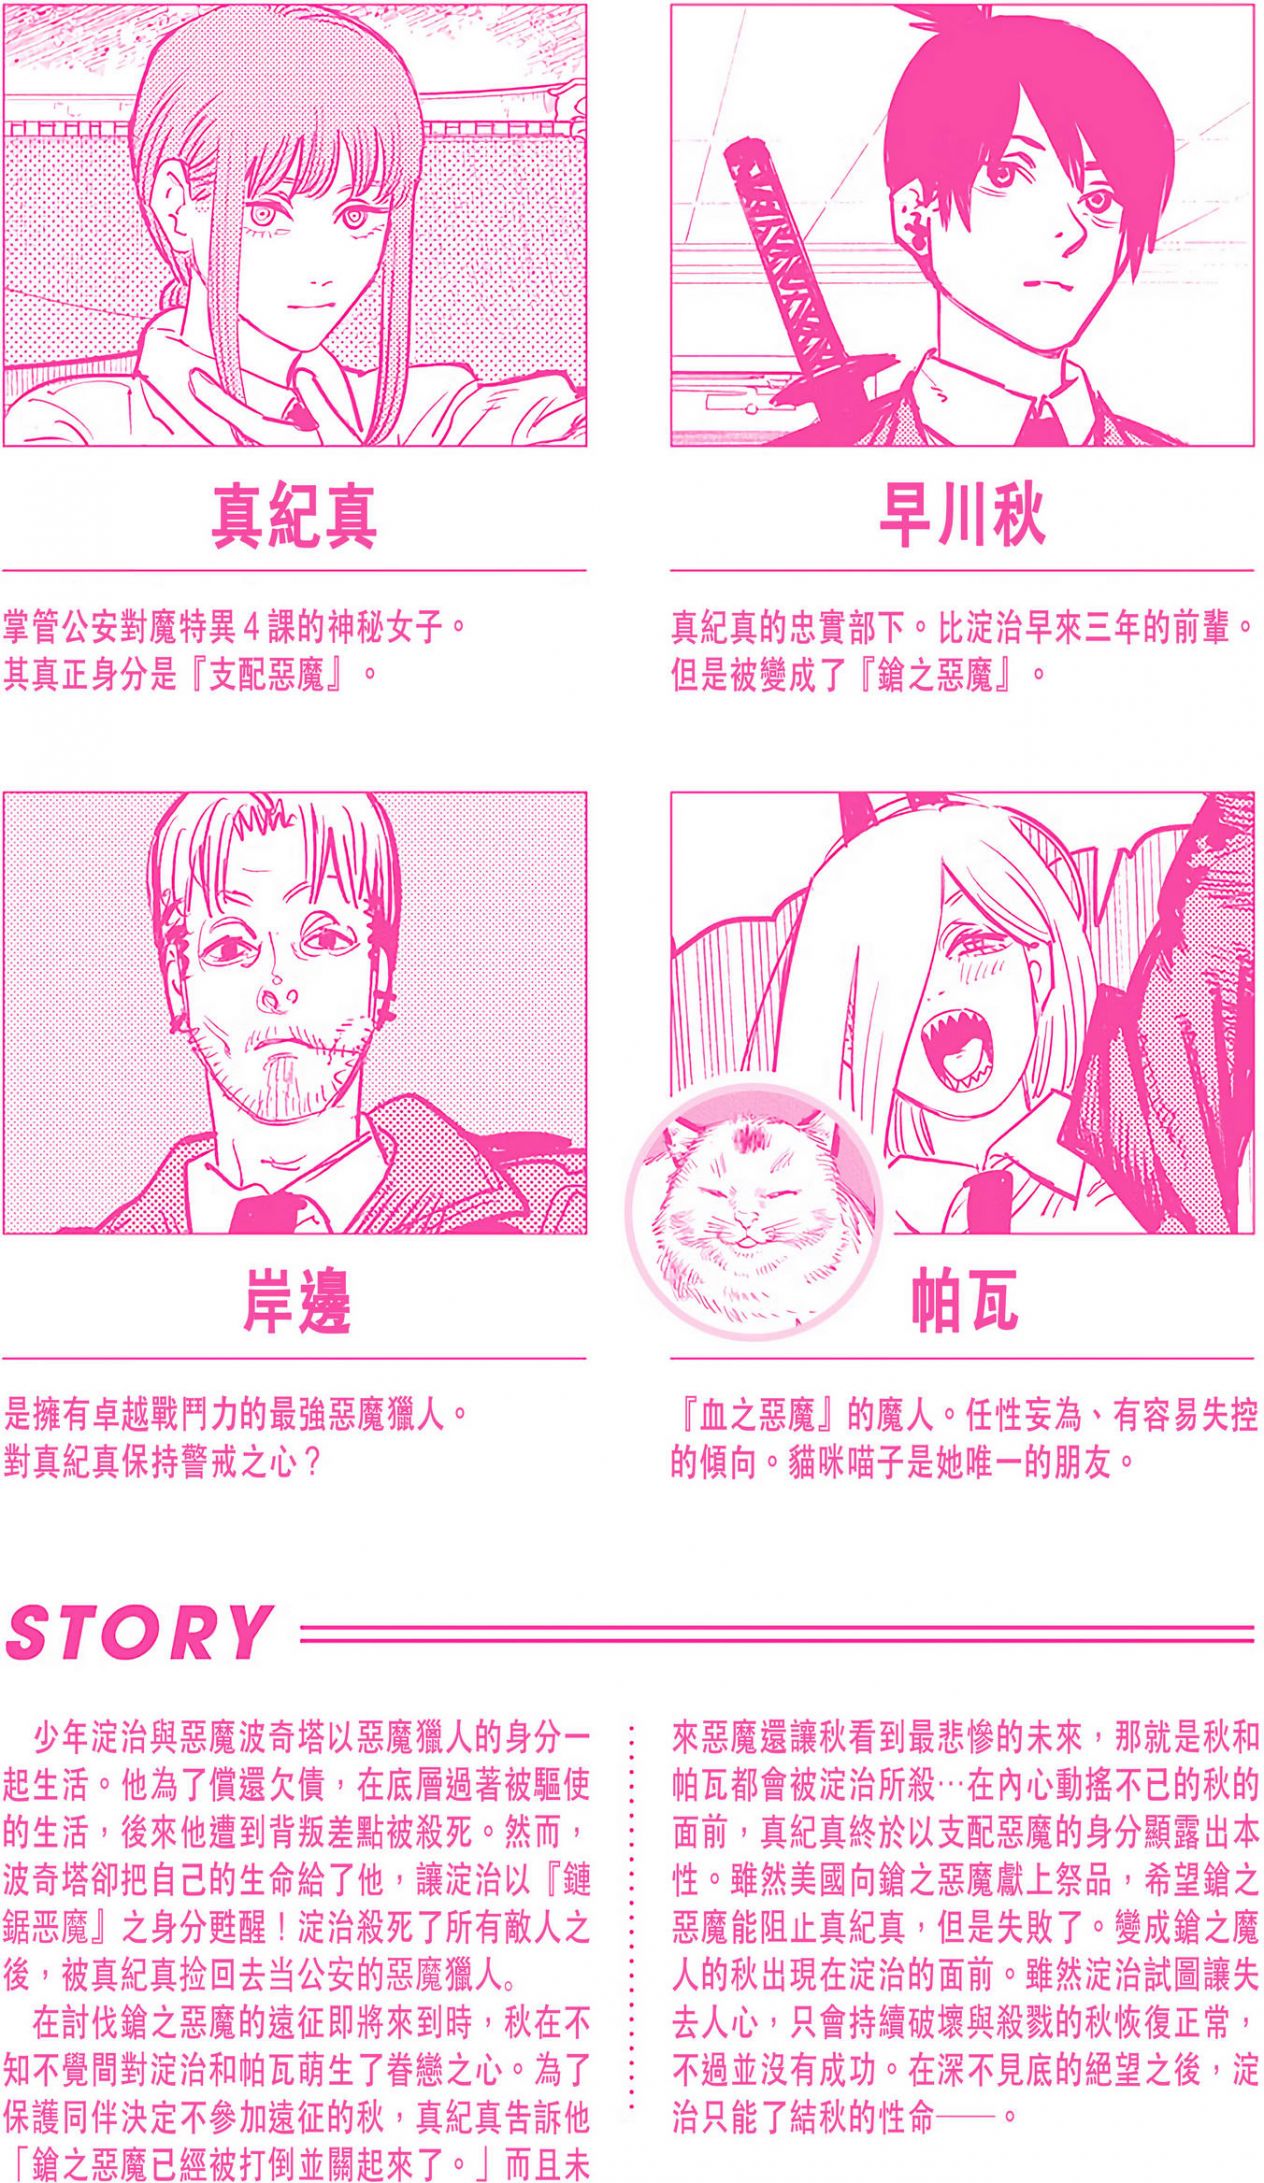 真紀真
掌管公安對魔特異4課的神秘女子。
其真正身分是『支配惡魔』。
早川秋
真紀真的忠實部下。比淀治早來三年的前輩。
但是被變成了『鎗之惡魔』。
岸邊
是擁有卓越戰鬥力的最強惡魔獵人。
對真紀真保持警戒之心？
帕瓦
『血之惡魔』的魔人。任性妄為、有容易失控
的傾向。貓咪喵子是她唯一的朋友。
STORY
少年淀治與惡魔波奇塔以惡魔獵人的身分一
起生活。他為了償還欠債，在底層過著被驅使
的生活，後來他遭到背叛差點被殺死。然而，
波奇塔卻把自己的生命給了他，讓淀治以『鏈
鋸恶魔』之身分甦醒！淀治殺死了所有敵人之
後，被真紀真捡回去当公安的惡魔獵人。
在討伐鎗之惡魔的遠征即將來到時，秋在不
知不覺間對淀治和帕瓦萌生了眷戀之心。為了
保護同伴決定不參加遠征的秋，真紀真告訴他
「鎗之惡魔已經被打倒並關起來了。」而且未
來惡魔還讓秋看到最悲慘的未來，那就是秋和
帕瓦都會被淀治所殺…在內心動搖不已的秋的
面前，真紀真終於以支配惡魔的身分顯露出本
性。雖然美國向鎗之惡魔獻上祭品，希望鎗之
惡魔能阻止真紀真，但是失敗了。變成鎗之魔
人的秋出現在淀治的面前。雖然淀治試圖讓失
去人心，只會持續破壞與殺戮的秋恢復正常，
不過並沒有成功。在深不見底的絕望之後，淀
治只能了結秋的性命——。